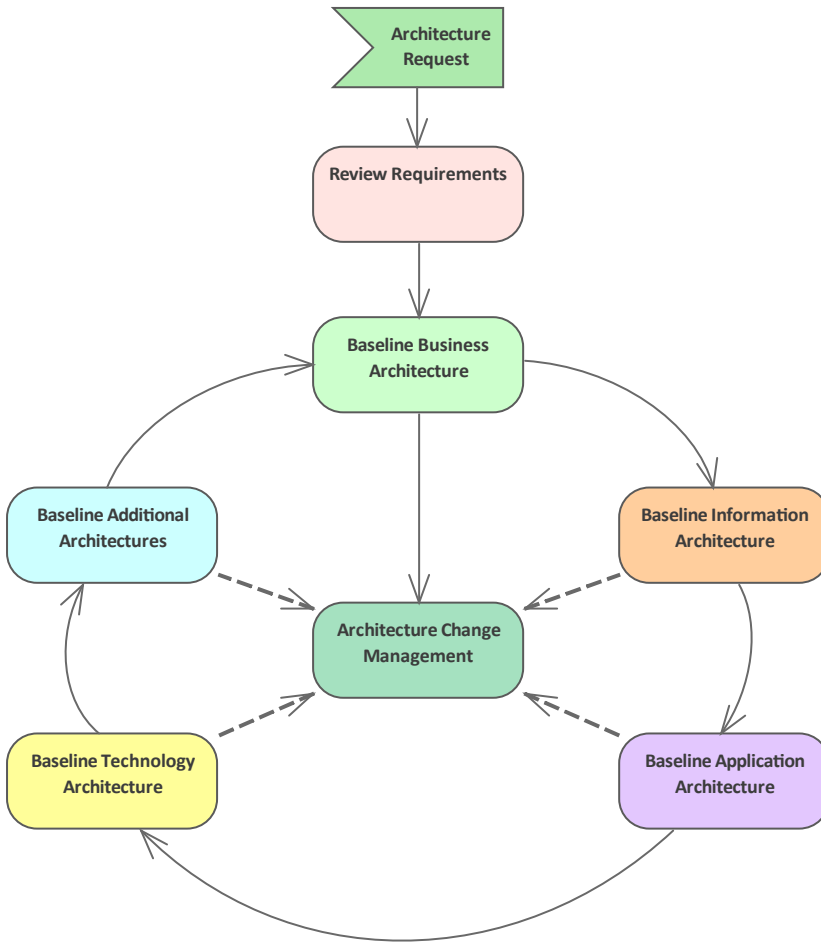 Architecture
Request
Review Requirements
Baseline Business
Architecture
Baseline Additional
Architectures
Baseline Information
Architecture
Architecture Change
Management
Baseline Technology
Architecture
Baseline Application
Architecture